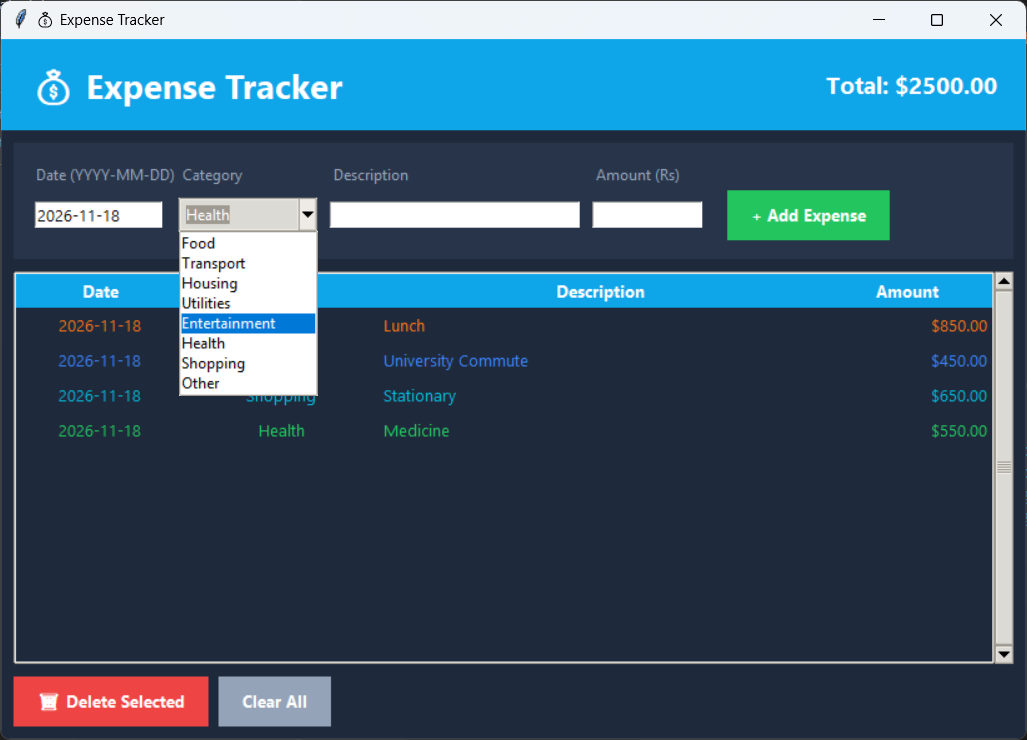 Expense Tracker
Expense Tracker
Total: $2500.00
Date (YYYY-MM-DD) Category Description Amount (Rs)
2026-11-18 Health + Add Expense
Food
Transport
Housing
Utilities
Entertainment
Health
Shopping
Other
Date Description Amount
2026-11-18 Lunch $850.00
2026-11-18 University Commute $450.00
2026-11-18 Shopping Stationary $650.00
2026-11-18 Health Medicine $550.00
Delete Selected Clear All